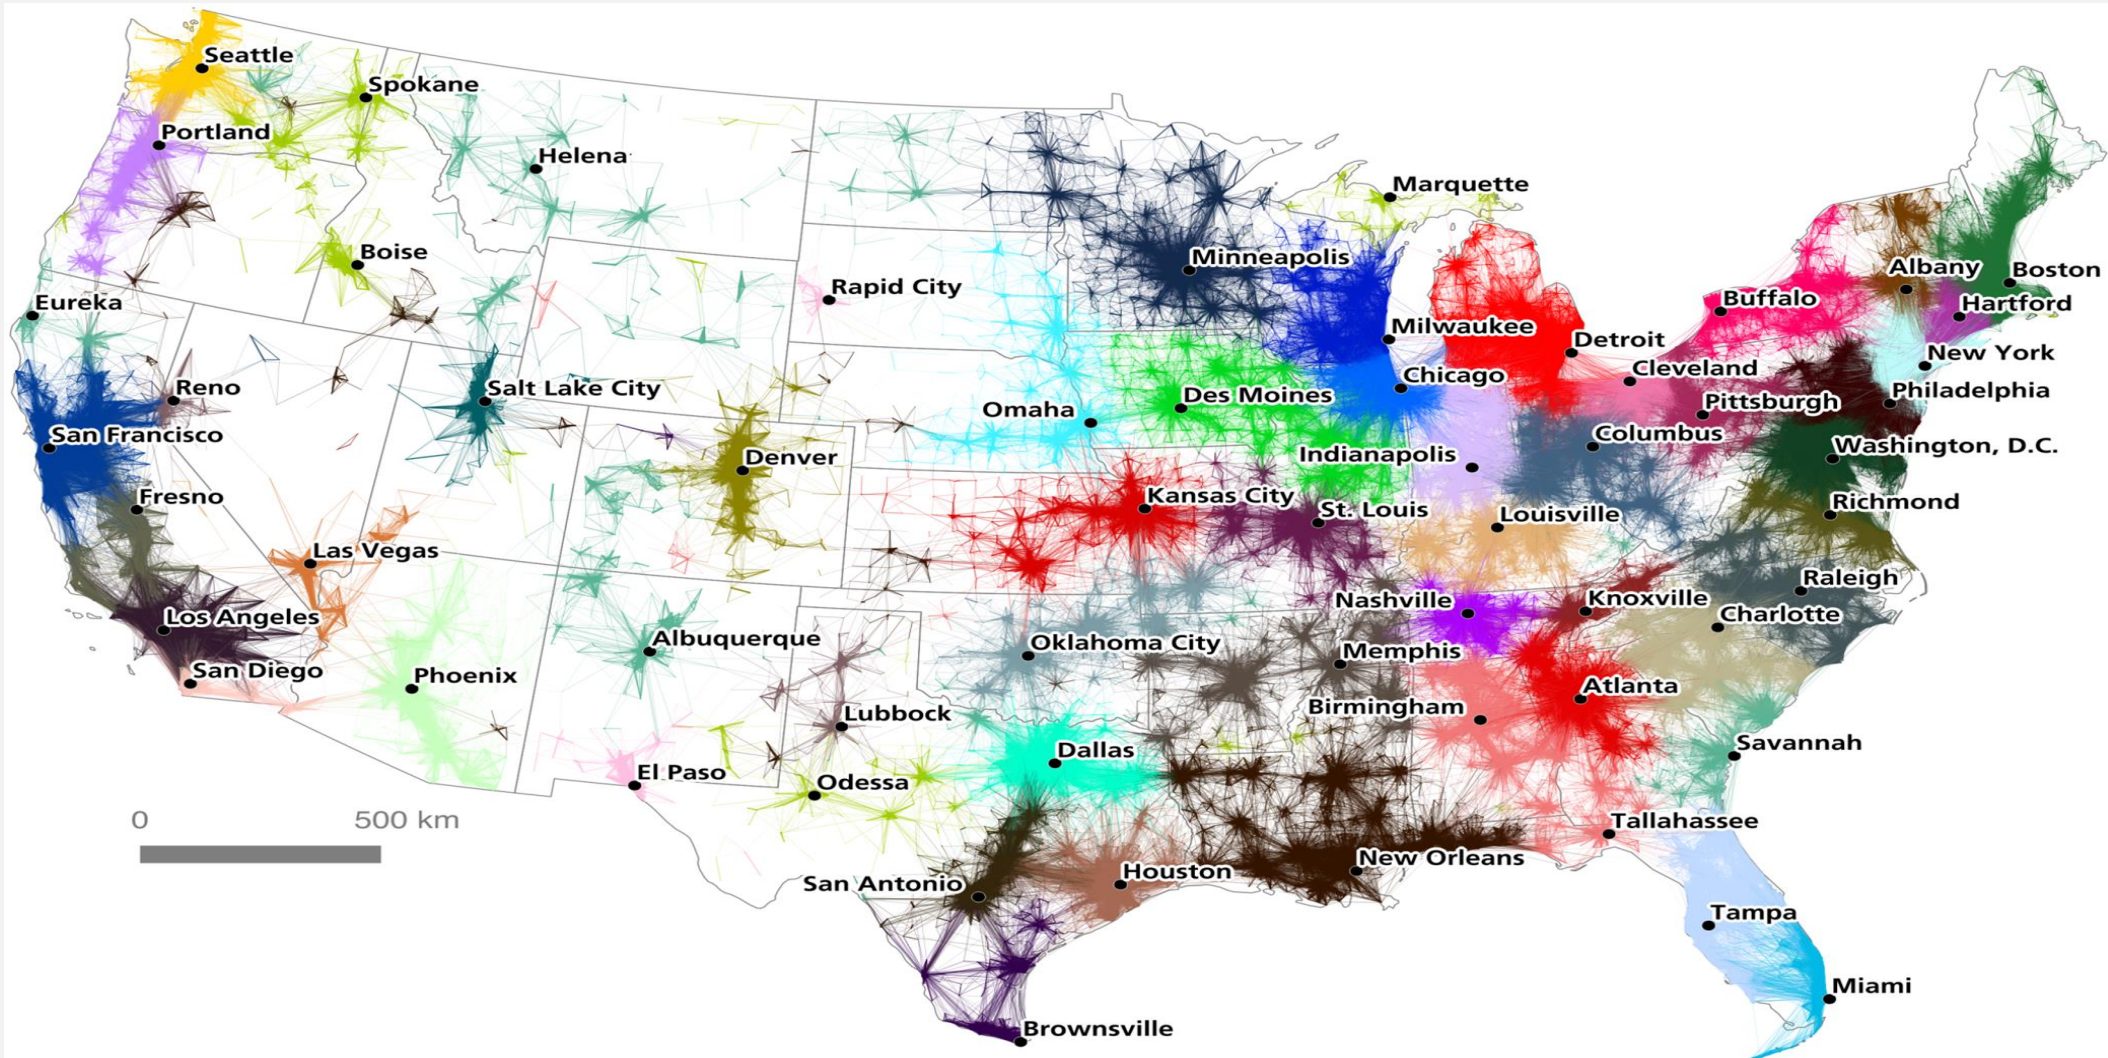 Seattle
Spokane
Portland
Helena
Marquette
Boise
Minneapolis
Albany
Boston
Rapid City
Buffalo
Hartford
Eureka
Milwaukee
Detroit
New York
Reno
Salt Lake City
Chicago
Cleveland
Philadelphia
Des Moines
Omaha
Pittsburgh
San Francisco
Columbus
Washington, D.C.
Denver
Indianapolis
Fresno
Kansas City
St. Louis
Louisville
Richmond
Las Vegas
Raleigh
Los Angeles
Nashville
Knoxville
Charlotte
Albuquerque
Oklahoma City
Memphis
San Diego
Phoenix
Atlanta
Lubbock
Birmingham
Dallas
Savannah
El Paso
Odessa
0
500 km
Tallahassee
New Orleans
Houston
San Antonio
Tampa
Miami
Brownsville